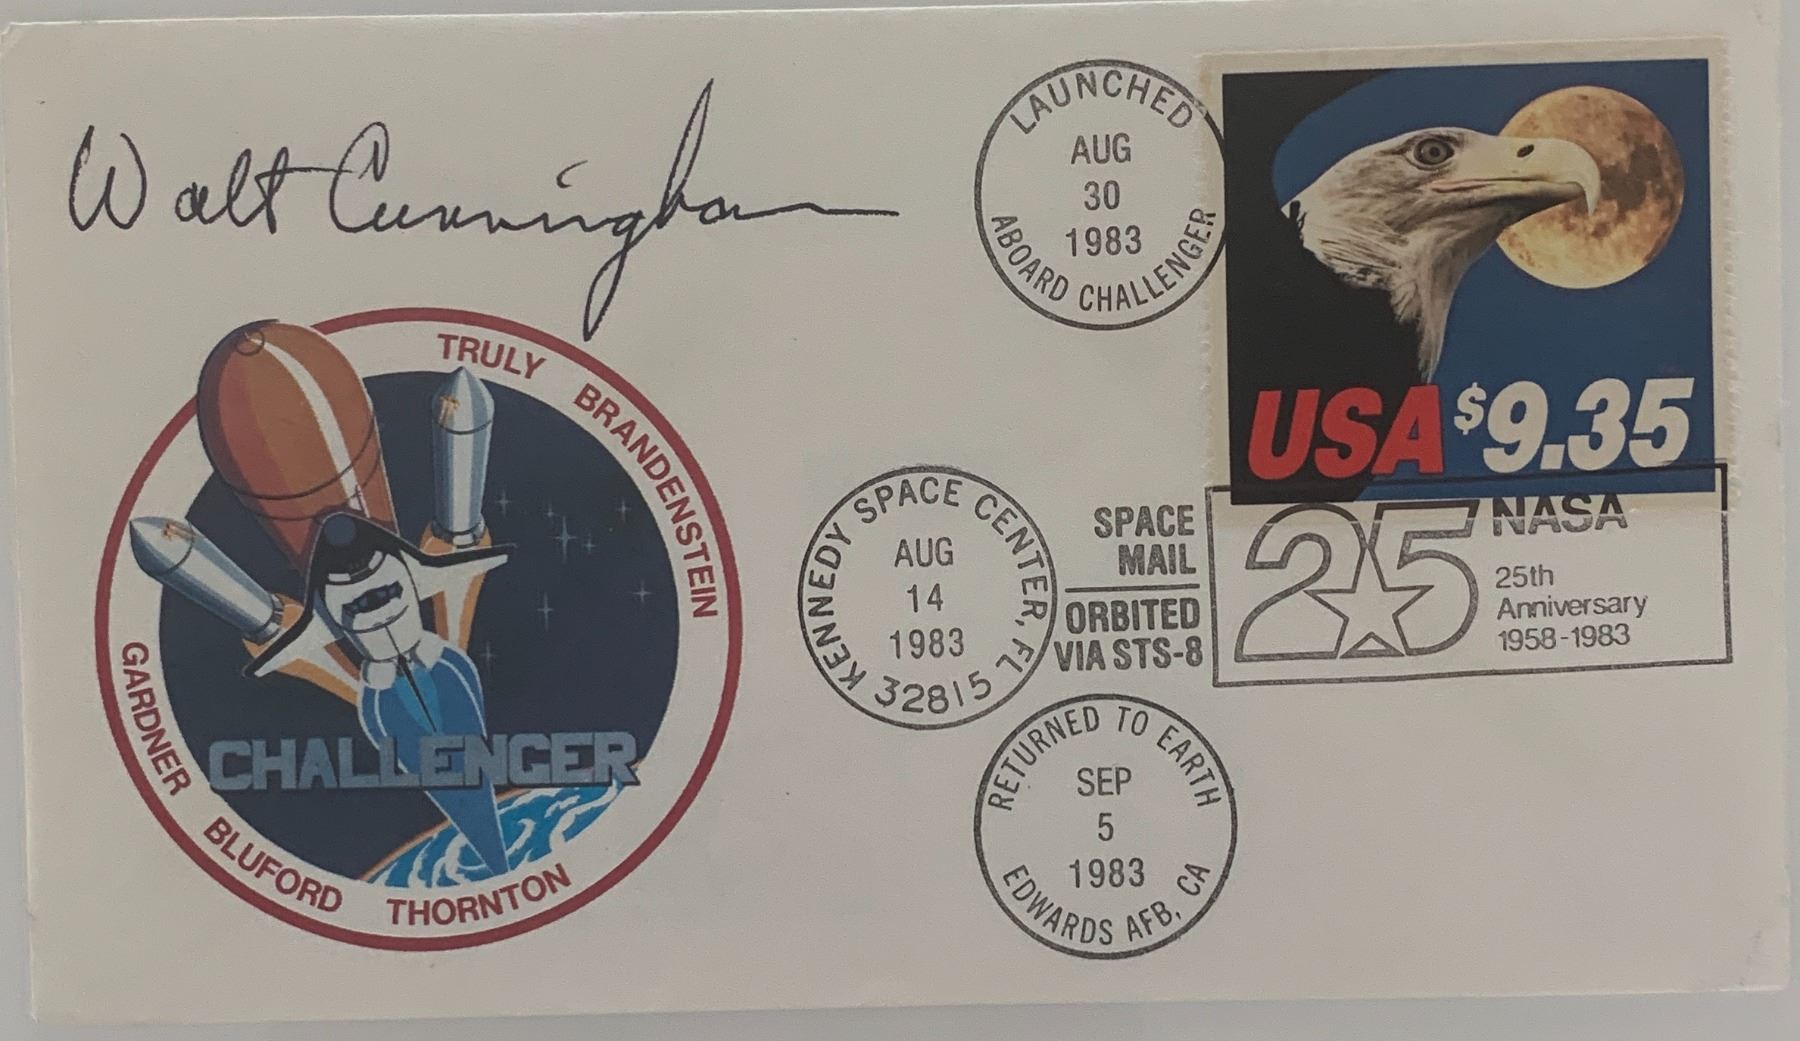 Walt Cunningham
LAUNCHED
AUG
30
1983
ABOARD CHALLENGER
USA $9.35
TRULY BRANDENSTEIN
GARDNER BLUFORD THORNTON
CHALLENGER
KENNEDY SPACE CENTER, FL
AUG
14
1983
32815
SPACE
MAIL
ORBITED
VIA STS-8
25 NASA
25th
Anniversary
1958-1983
RETURNED TO EARTH
SEP
5
1983
EDWARDS AFB, CA